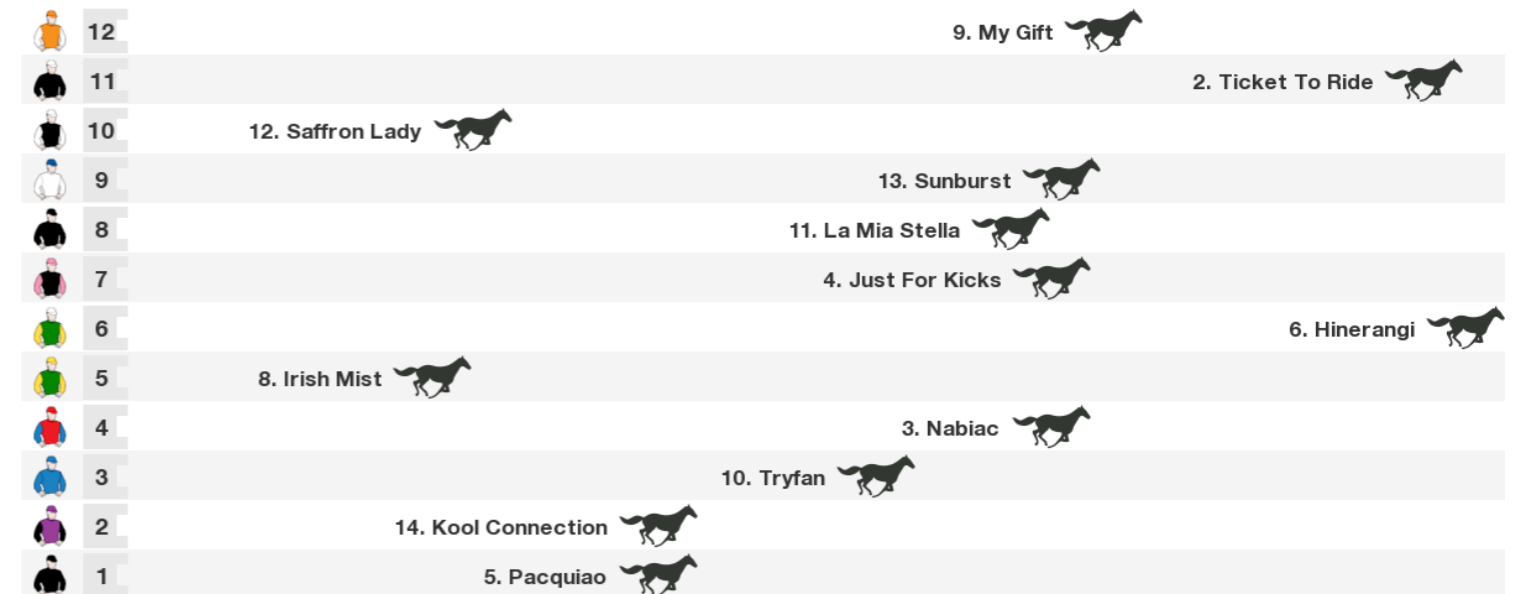 12 9. My Gift
11 2. Ticket To Ride
10 12. Saffron Lady
9 13. Sunburst
8 11. La Mia Stella
7 4. Just For Kicks
6 6. Hinerangi
5 8. Irish Mist
4 3. Nabiac
3 10. Tryfan
2 14. Kool Connection
1 5. Pacquiao